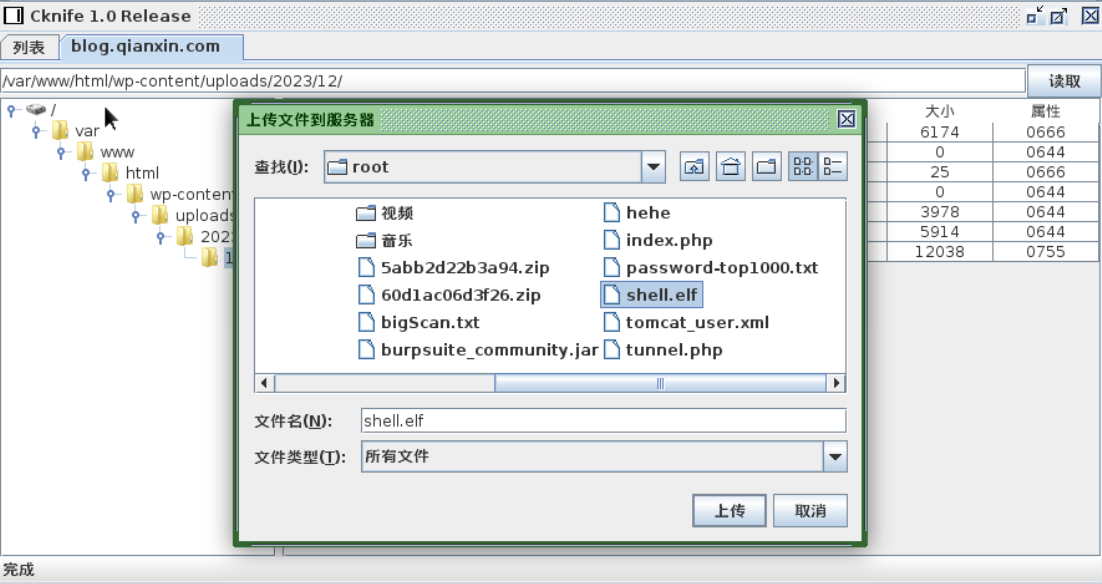 Cknife 1.0 Release
列表 blog.qianxin.com
/var/www/html/wp-content/uploads/2023/12/ 读取
/
var
www
html
wp-conten
uploads
202
1
大小 属性
6174 0666
0 0644
25 0666
0 0644
3978 0644
5914 0644
12038 0755
上传文件到服务器
查找(I): root
视频 hehe
音乐 index.php
5abb2d22b3a94.zip password-top1000.txt
60d1ac06d3f26.zip shell.elf
bigScan.txt tomcat_user.xml
burpsuite_community.jar tunnel.php
文件名(N): shell.elf
文件类型(T): 所有文件
上传 取消
完成